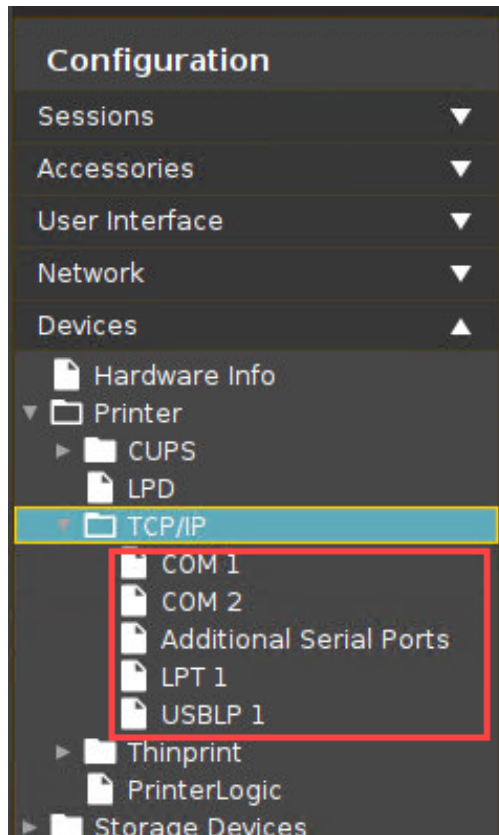 Configuration
Sessions
Accessories
User Interface
Network
Devices
Hardware Info
Printer
CUPS
LPD
TCP/IP
COM 1
COM 2
Additional Serial Ports
LPT 1
USBLP 1
Thinprint
PrinterLogic
Storage Devices